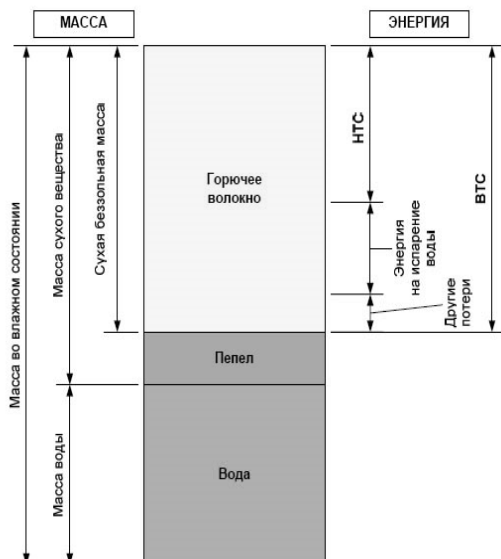 МАССА
ЭНЕРГИЯ
Масса во влажном состоянии
Масса сухого вещества
Сухая беззольная масса
Горючее
волокно
НТС
ВТС
Энергия
на испарение
воды
Другие
потери
Пепел
Масса воды
Вода